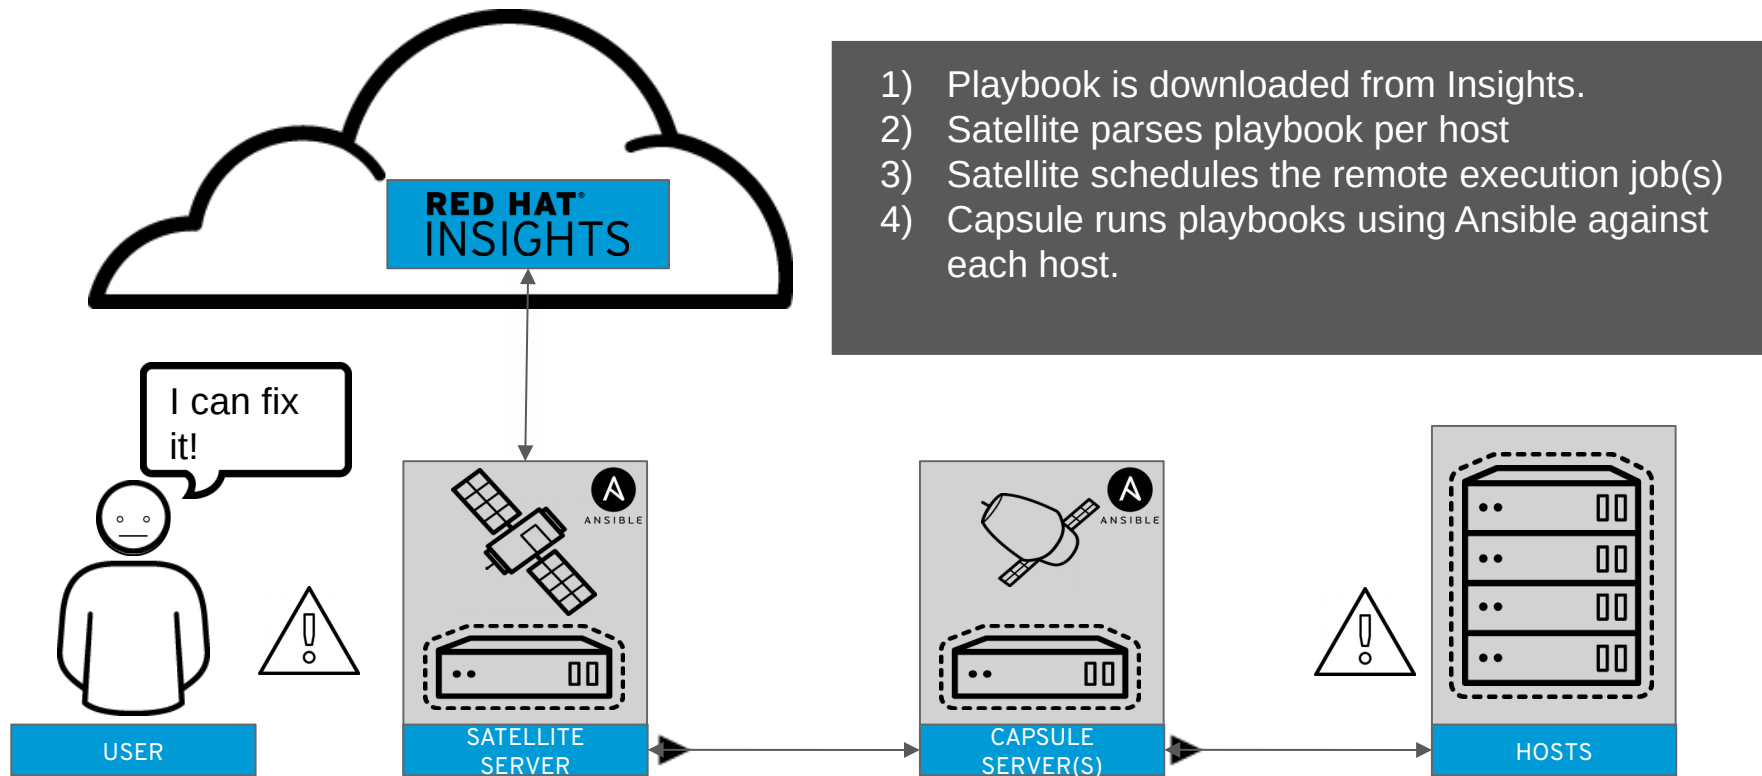 RED HAT®
INSIGHTS
1) Playbook is downloaded from Insights.
2) Satellite parses playbook per host
3) Satellite schedules the remote execution job(s)
4) Capsule runs playbooks using Ansible against
each host.
I can fix
it!
ANSIBLE
ANSIBLE
USER
SATELLITE
SERVER
CAPSULE
SERVER(S)
HOSTS